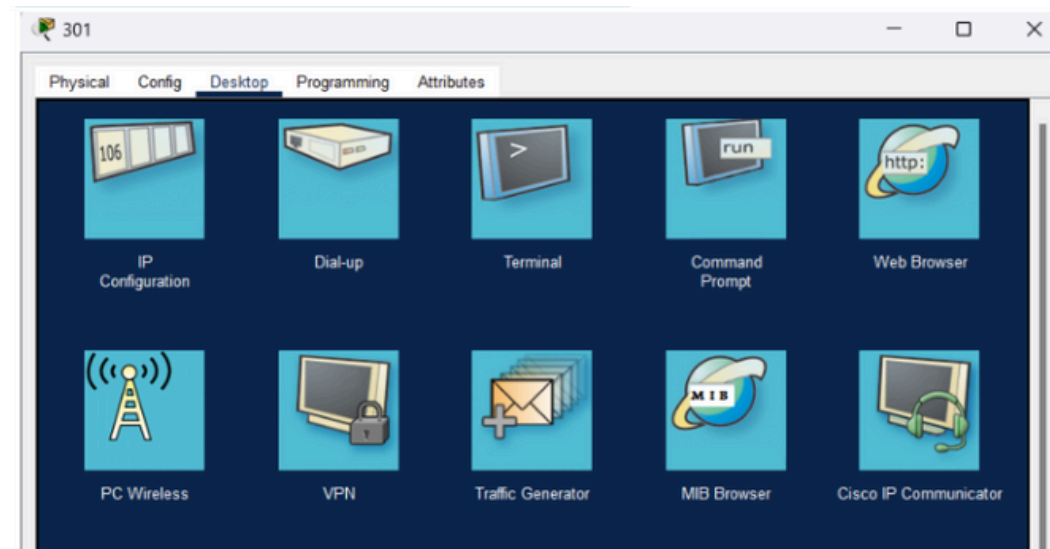 301
Physical Config Desktop Programming Attributes
106
>
run
http:
IP
Configuration
Dial-up
Terminal
Command
Prompt
Web Browser
MIB
PC Wireless
VPN
Traffic Generator
MIB Browser
Cisco IP Communicator